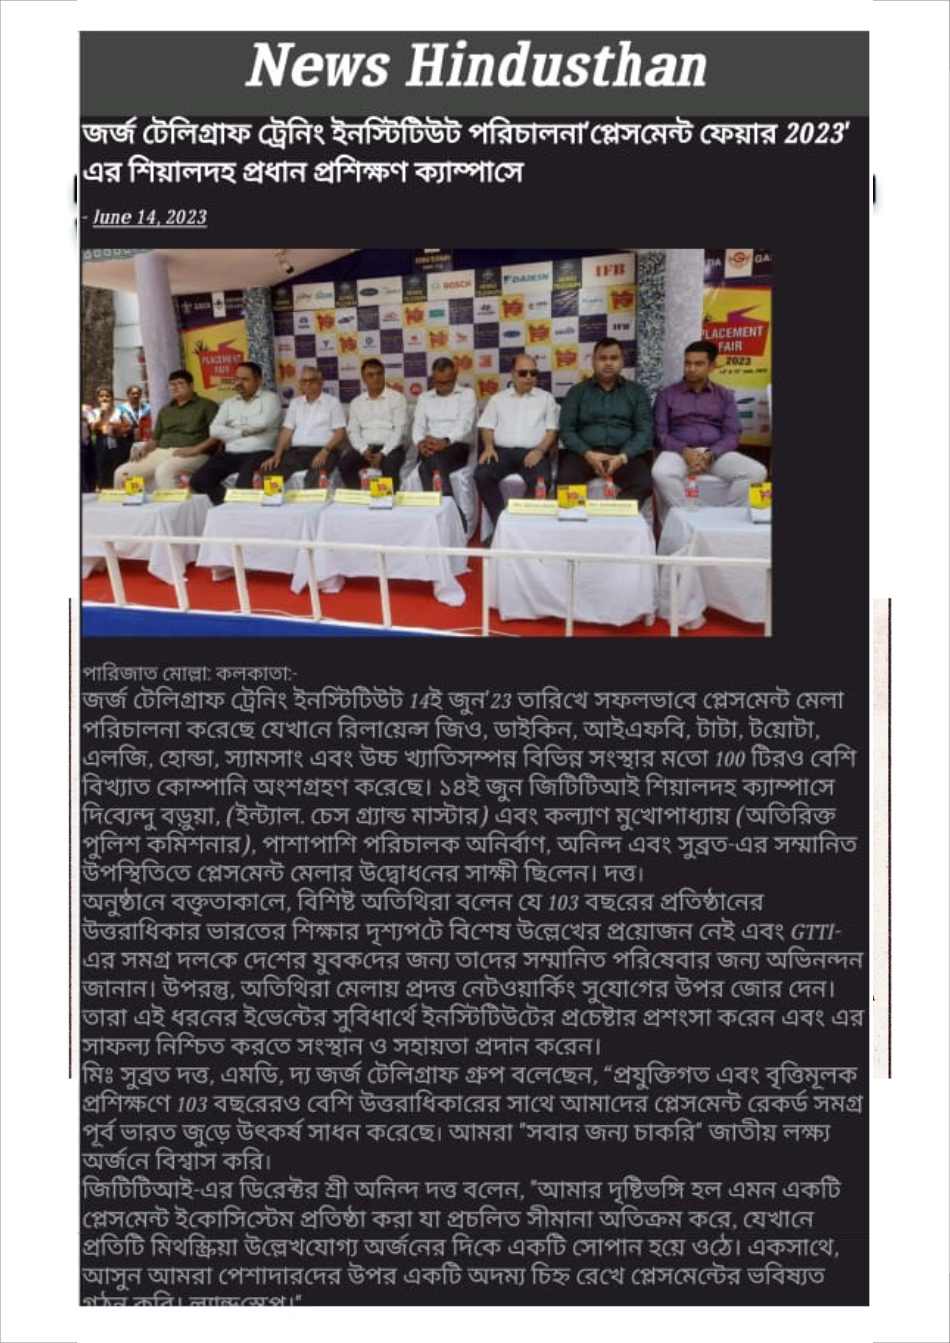 News Hindusthan
জর্জ টেলিগ্রাফ ট্রেনিং ইনস্টিটিউট পরিচালনা'প্লেসমেন্ট ফেয়ার 2023'
এর শিয়ালদহ প্রধান প্রশিক্ষণ ক্যাম্পাসে
- June 14, 2023
IFB
DAIKIN
BOSCH
PLACEMENT
FAIR
2023
PLACEMENT
FAIR
2023
পারিজাত মোল্লা: কলকাতা:-
জর্জ টেলিগ্রাফ ট্রেনিং ইনস্টিটিউট 14ই জুন'23 তারিখে সফলভাবে প্লেসমেন্ট মেলা
পরিচালনা করেছে যেখানে রিলায়েন্স জিও, ডাইকিন, আইএফবি, টাটা, টয়োটা,
এলজি, হোন্ডা, স্যামসাং এবং উচ্চ খ্যাতিসম্পন্ন বিভিন্ন সংস্থার মতো 100 টিরও বেশি
বিখ্যাত কোম্পানি অংশগ্রহণ করেছে। ১৪ই জুন জিটিটিআই শিয়ালদহ ক্যাম্পাসে
দিব্যেন্দু বড়ুয়া, (ইন্ট্যাল. চেস গ্র্যান্ড মাস্টার) এবং কল্যাণ মুখোপাধ্যায় (অতিরিক্ত
পুলিশ কমিশনার), পাশাপাশি পরিচালক অনির্বাণ, অনিন্দ এবং সুব্রত-এর সম্মানিত
উপস্থিতিতে প্লেসমেন্ট মেলার উদ্বোধনের সাক্ষী ছিলেন। দত্ত।
অনুষ্ঠানে বক্তৃতাকালে, বিশিষ্ট অতিথিরা বলেন যে 103 বছরের প্রতিষ্ঠানের
উত্তরাধিকার ভারতের শিক্ষার দৃশ্যপটে বিশেষ উল্লেখের প্রয়োজন নেই এবং GTTI-
এর সমগ্র দলকে দেশের যুবকদের জন্য তাদের সম্মানিত পরিষেবার জন্য অভিনন্দন
জানান। উপরন্তু, অতিথিরা মেলায় প্রদত্ত নেটওয়ার্কিং সুযোগের উপর জোর দেন।
তারা এই ধরনের ইভেন্টের সুবিধার্থে ইনস্টিটিউটের প্রচেষ্টার প্রশংসা করেন এবং এর
সাফল্য নিশ্চিত করতে সংস্থান ও সহায়তা প্রদান করেন।
মিঃ সুব্রত দত্ত, এমডি, দ্য জর্জ টেলিগ্রাফ গ্রুপ বলেছেন, “প্রযুক্তিগত এবং বৃত্তিমূলক
প্রশিক্ষণে 103 বছরেরও বেশি উত্তরাধিকারের সাথে আমাদের প্লেসমেন্ট রেকর্ড সমগ্র
পূর্ব ভারত জুড়ে উৎকর্ষ সাধন করেছে। আমরা "সবার জন্য চাকরি" জাতীয় লক্ষ্য
অর্জনে বিশ্বাস করি।
জিটিটিআই-এর ডিরেক্টর শ্রী অনিন্দ দত্ত বলেন, "আমার দৃষ্টিভঙ্গি হল এমন একটি
প্লেসমেন্ট ইকোসিস্টেম প্রতিষ্ঠা করা যা প্রচলিত সীমানা অতিক্রম করে, যেখানে
প্রতিটি মিথস্ক্রিয়া উল্লেখযোগ্য অর্জনের দিকে একটি সোপান হয়ে ওঠে। একসাথে,
আসুন আমরা পেশাদারদের উপর একটি অদম্য চিহ্ন রেখে প্লেসমেন্টের ভবিষ্যত
গঠন করি। ল্যান্ডস্কেপ।"